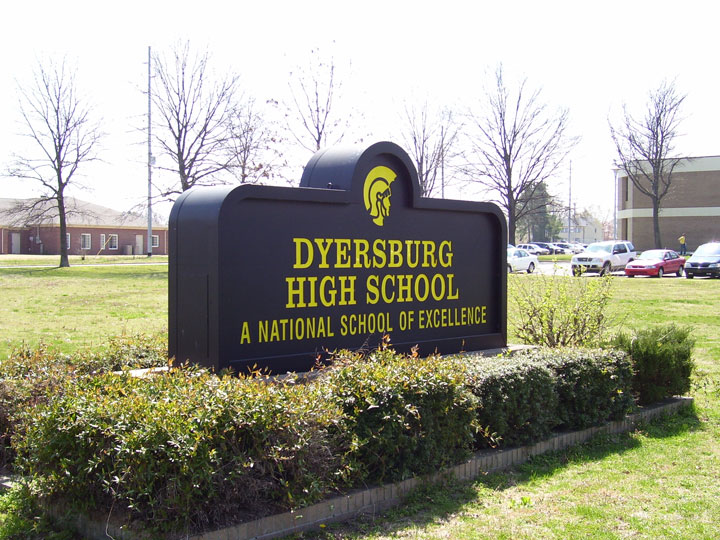 DYERSBURG
HIGH SCHOOL
A NATIONAL SCHOOL OF EXCELLENCE